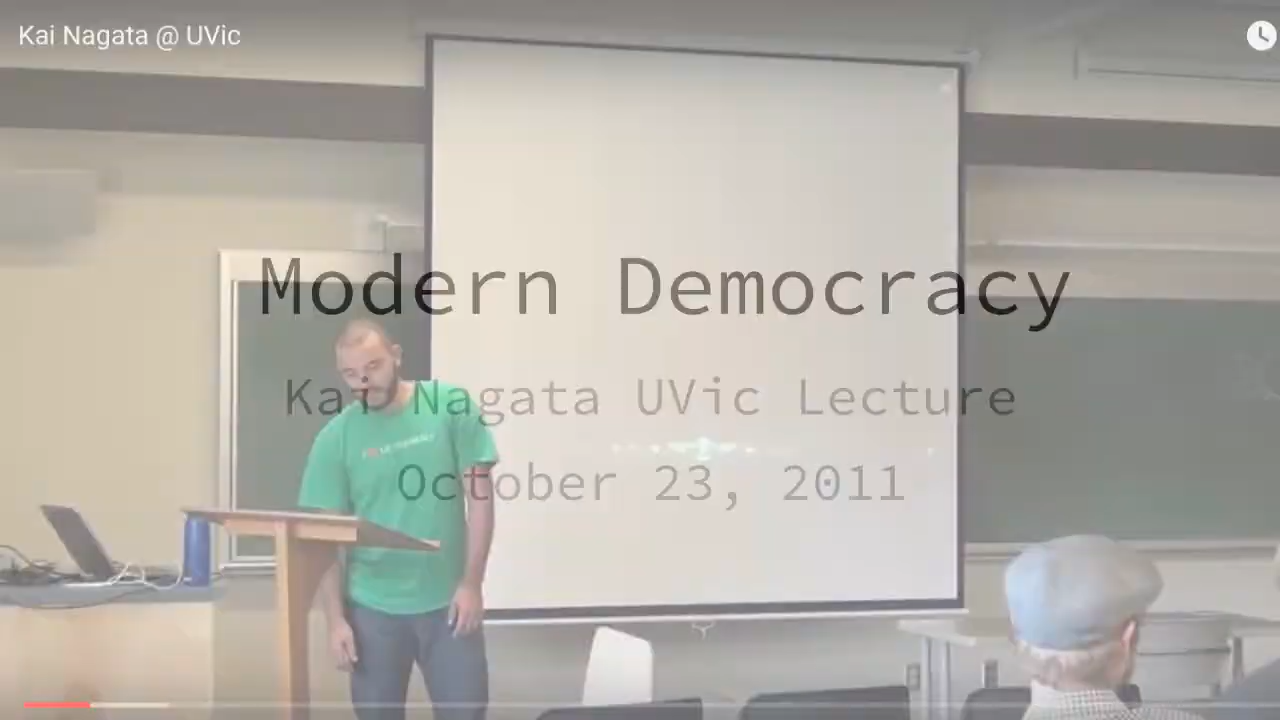 Kai Nagata @ UVic
Modern Democracy
Kai Nagata UVic Lecture
October 23, 2011